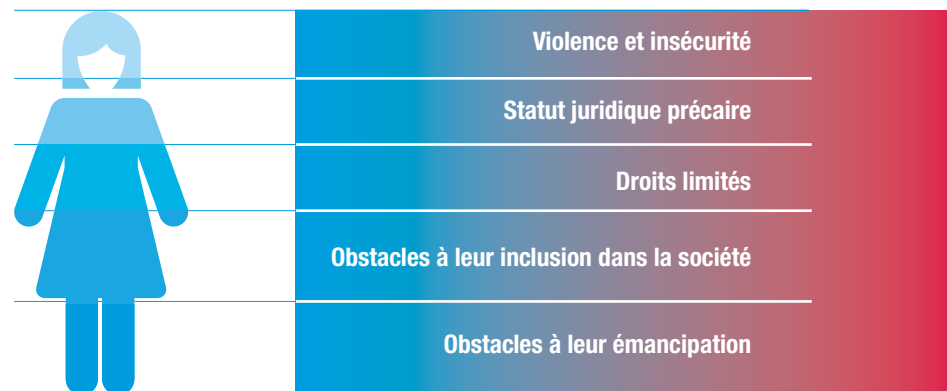 Violence et insécurité
Statut juridique précaire
Droits limités
Obstacles à leur inclusion dans la société
Obstacles à leur émancipation